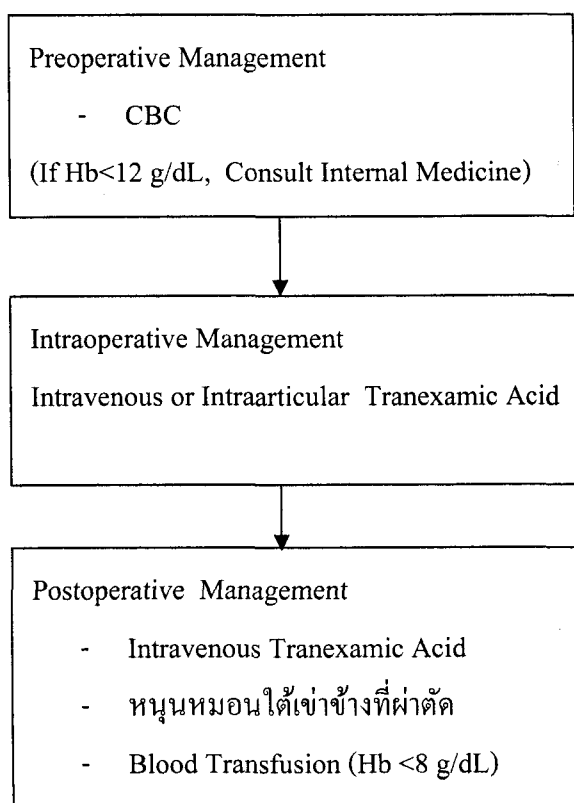 Preoperative Management
- CBC
(If Hb<12 g/dL, Consult Internal Medicine)
Intraoperative Management
Intravenous or Intraarticular Tranexamic Acid
Postoperative Management
- Intravenous Tranexamic Acid
- หนุนหมอนใต้เข่าข้างที่ผ่าตัด
- Blood Transfusion (Hb <8 g/dL)